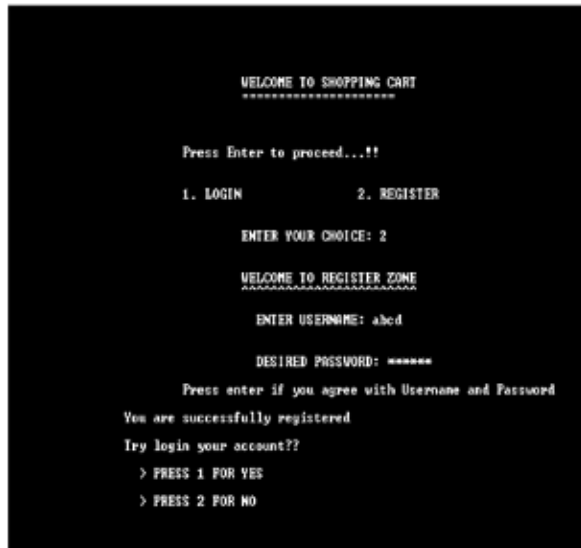 WELCOME TO SHOPPING CART
=====================
Press Enter to proceed...!!
1. LOGIN 2. REGISTER
ENTER YOUR CHOICE: 2
WELCOME TO REGISTER ZONE
^^^^^^^^^^^^^^^^^^^^^^^^
ENTER USERNAME: abcd
DESIRED PASSWORD: ******
Press enter if you agree with Username and Password
You are successfully registered
Try login your account??
> PRESS 1 FOR YES
> PRESS 2 FOR NO